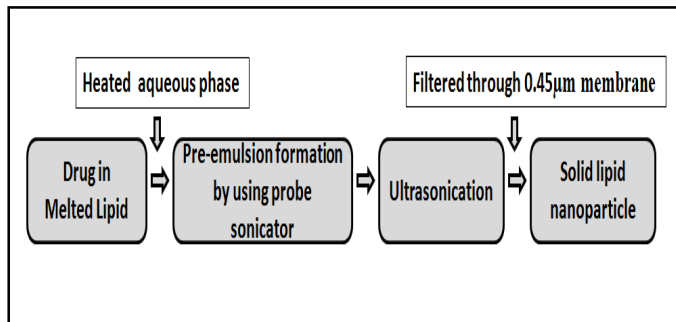 Heated aqueous phase
Filtered through 0.45µm membrane
Drug in
Melted Lipid
Pre-emulsion formation
by using probe
sonicator
Ultrasonication
Solid lipid
nanoparticle